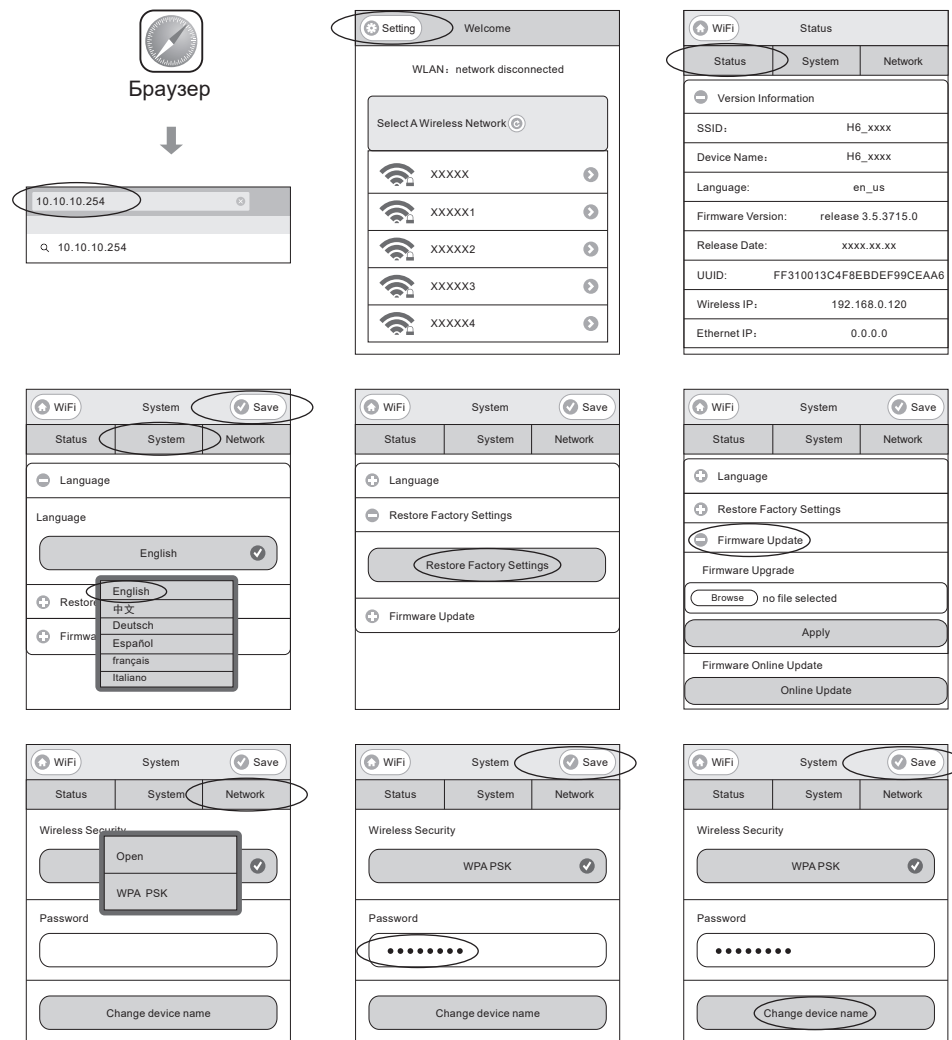 Браузер
10.10.10.254
10.10.10.254
Setting Welcome
WLAN：network disconnected
Select A Wireless Network
XXXXX
XXXXX1
XXXXX2
XXXXX3
XXXXX4
WiFi Status
Status System Network
Version Information
SSID： H6_xxxx
Device Name： H6_xxxx
Language: en_us
Firmware Version: release 3.5.3715.0
Release Date: xxxx.xx.xx
UUID: FF310013C4F8EBDEF99CEAA6
Wireless IP： 192.168.0.120
Ethernet IP： 0.0.0.0
WiFi System Save
Status System Network
Language
Language
English
English
中文
Deutsch
Español
français
Italiano
Restore
Firmwa
WiFi System Save
Status System Network
Language
Restore Factory Settings
Restore Factory Settings
Firmware Update
WiFi System Save
Status System Network
Language
Restore Factory Settings
Firmware Update
Firmware Upgrade
Browse no file selected
Apply
Firmware Online Update
Online Update
WiFi System Save
Status System Network
Wireless Security
Open
WPA PSK
Password
Change device name
WiFi System Save
Status System Network
Wireless Security
WPA PSK
Password
••••••••
Change device name
WiFi System Save
Status System Network
Wireless Security
WPA PSK
Password
••••••••
Change device name